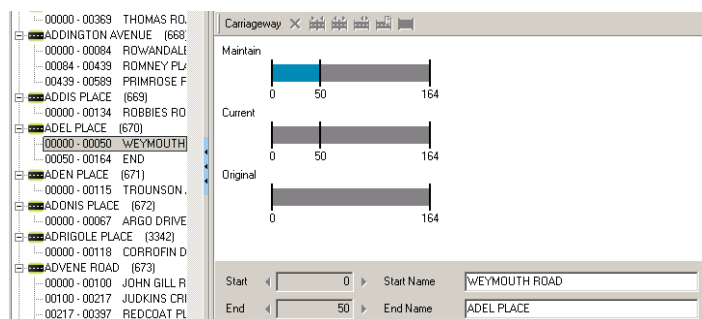 00000 - 00369 THOMAS RO
ADDINGTON AVENUE (668)
00000 - 00084 ROWANDALE
00084 - 00439 ROMNEY PLA
00439 - 00589 PRIMROSE F
ADDIS PLACE (669)
00000 - 00134 ROBBIES RO
ADEL PLACE (670)
00000 - 00050 WEYMOUTH
00050 - 00164 END
ADEN PLACE (671)
00000 - 00115 TROUNSON
ADONIS PLACE (672)
00000 - 00067 ARGO DRIVE
ADRIGOLE PLACE (3342)
00000 - 00118 CORROFIN D
ADVENE ROAD (673)
00000 - 00100 JOHN GILL R
00100 - 00217 JUDKINS CRI
00217 - 00397 REDCOAT PL
Carriageway
Maintain
0 50 164
Current
0 50 164
Original
0 164
Start 0 Start Name WEYMOUTH ROAD
End 50 End Name ADEL PLACE